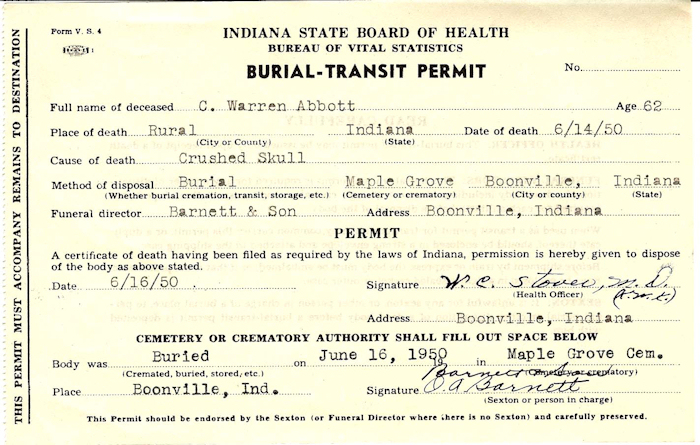 Form V. S. 4
INDIANA STATE BOARD OF HEALTH
BUREAU OF VITAL STATISTICS
BURIAL-TRANSIT PERMIT
No.
Full name of deceased C. Warren Abbott Age 62
Place of death Rural Indiana Date of death 6/14/50
(City or County) (State)
Cause of death Crushed Skull
Method of disposal Burial Maple Grove Boonville, Indiana
(Whether burial cremation, transit, storage, etc.) (Cemetery or crematory) (City or county) (State)
Funeral director Barnett & Son Address Boonville, Indiana
PERMIT
A certificate of death having been filed as required by the laws of Indiana, permission is hereby given to dispose
of the body as above stated.
Date 6/16/50 Signature W. C. Stover, M. D.
(Health Officer)
Address Boonville, Indiana
CEMETERY OR CREMATORY AUTHORITY SHALL FILL OUT SPACE BELOW
Body was Buried on June 16, 1950 19 in Maple Grove Cem.
(Cremated, buried, stored, etc.) (Cemetery or crematory)
Barnett & Son
Place Boonville, Ind. Signature O A Barnett
(Sexton or person in charge)
This Permit should be endorsed by the Sexton (or Funeral Director where there is no Sexton) and carefully preserved.
THIS PERMIT MUST ACCOMPANY REMAINS TO DESTINATION